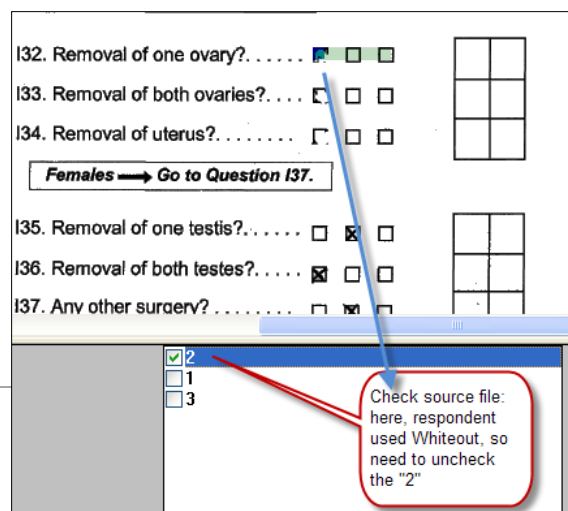 I32. Removal of one ovary?......
I33. Removal of both ovaries?....
I34. Removal of uterus?........
Females ⟶ Go to Question I37.
I35. Removal of one testis?......
I36. Removal of both testes?.....
I37. Any other surgery?........
2
1
3
Check source file:
here, respondent
used Whiteout, so
need to uncheck
the "2"